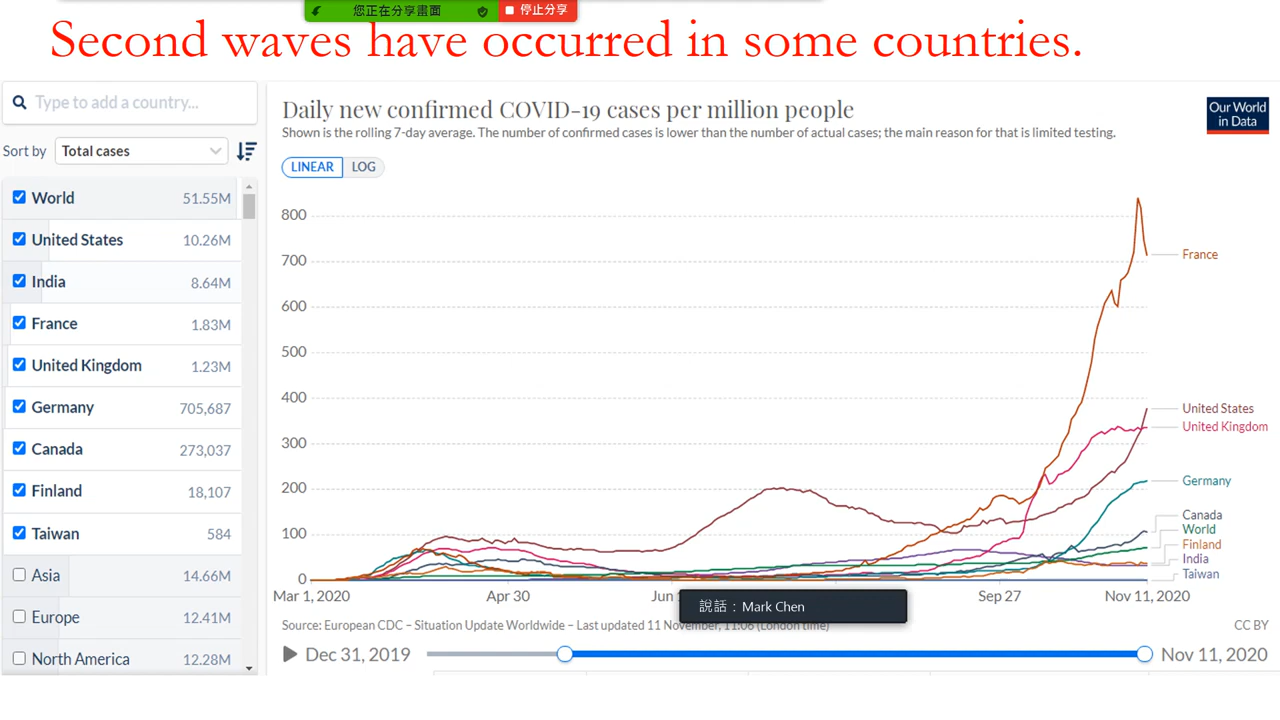 您正在分享畫面
停止分享
Second waves have occurred in some countries.
Type to add a country...
Sort by
Total cases
World 51.55M
United States 10.26M
India 8.64M
France 1.83M
United Kingdom 1.23M
Germany 705,687
Canada 273,037
Finland 18,107
Taiwan 584
Asia 14.66M
Europe 12.41M
North America 12.28M
Daily new confirmed COVID-19 cases per million people
Shown is the rolling 7-day average. The number of confirmed cases is lower than the number of actual cases; the main reason for that is limited testing.
Our World
in Data
LINEAR LOG
800
700
600
500
400
300
200
100
0
France
United States
United Kingdom
Germany
Canada
World
Finland
India
Taiwan
Mar 1, 2020 Apr 30 Sep 27 Nov 11, 2020
說話：Mark Chen
Source: European CDC – Situation Update Worldwide – Last updated 11 November, 11:06 (London time)
CC BY
Dec 31, 2019
Nov 11, 2020